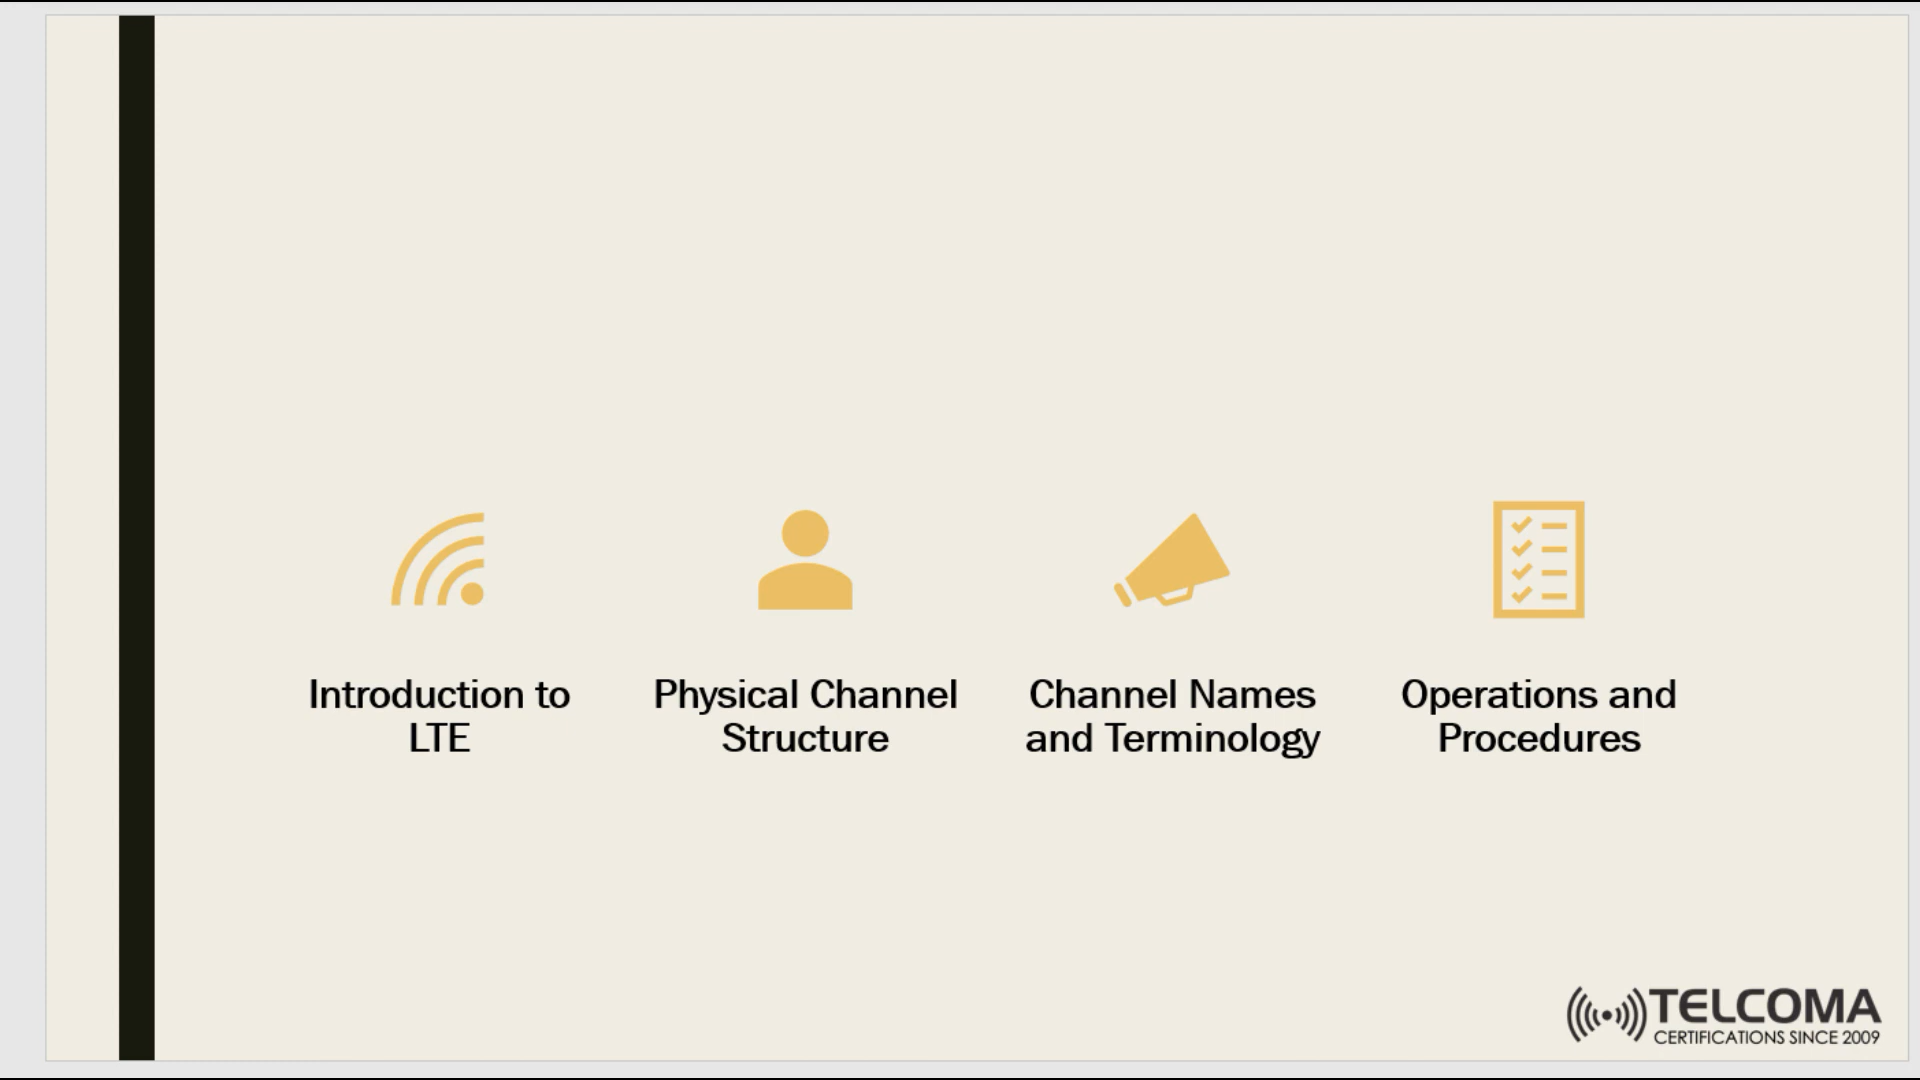 Introduction to
LTE
Physical Channel
Structure
Channel Names
and Terminology
Operations and
Procedures
TELCOMA
CERTIFICATIONS SINCE 2009